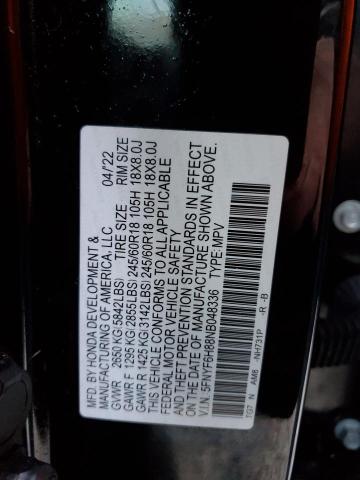 MFD. BY HONDA DEVELOPMENT & 04/22
MANUFACTURING OF AMERICA, LLC
GVWR 2650 KG(5842LBS) TIRE SIZE RIM SIZE
GAWR F 1295 KG(2855LBS) 245/60R18 105H 18X8.0J
GAWR R 1425 KG(3142LBS) 245/60R18 105H 18X8.0J
THIS VEHICLE CONFORMS TO ALL APPLICABLE
FEDERAL MOTOR VEHICLE SAFETY
AND THEFT PREVENTION STANDARDS IN EFFECT
ON THE DATE OF MANUFACTURE SHOWN ABOVE.
V.I.N. 5FNYF6H88NB048336 TYPE: MPV
TG7 N AM6 -NH731P -R -B